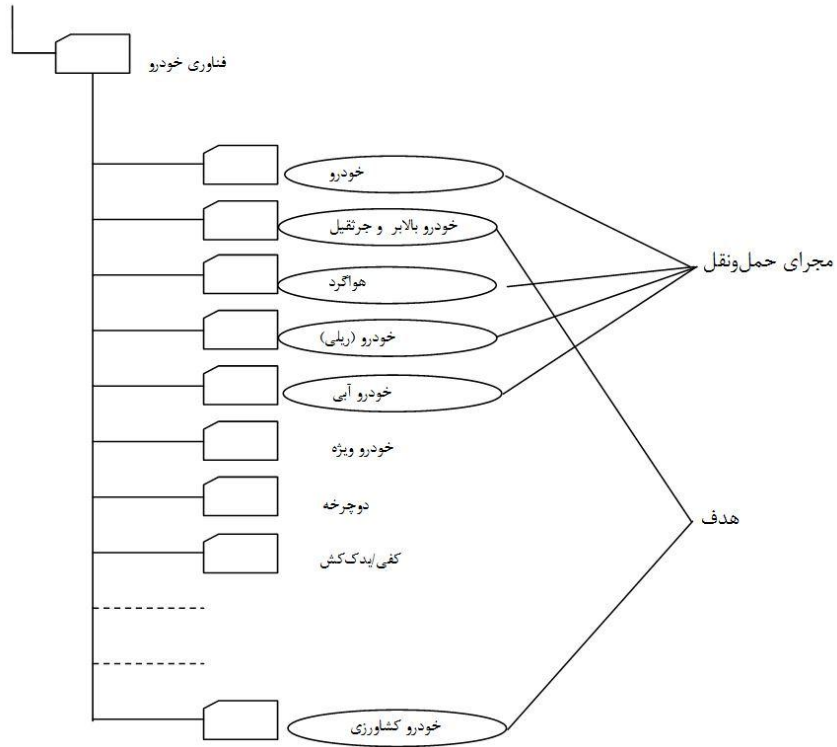 فناوری خودرو
خودرو
خودرو بالابر و جرثقیل
هواگرد
خودرو (ریلی)
خودرو آبی
خودرو ویژه
دوچرخه
کفی/یدک‌کش
خودرو کشاورزی
مجرای حمل‌ونقل
هدف